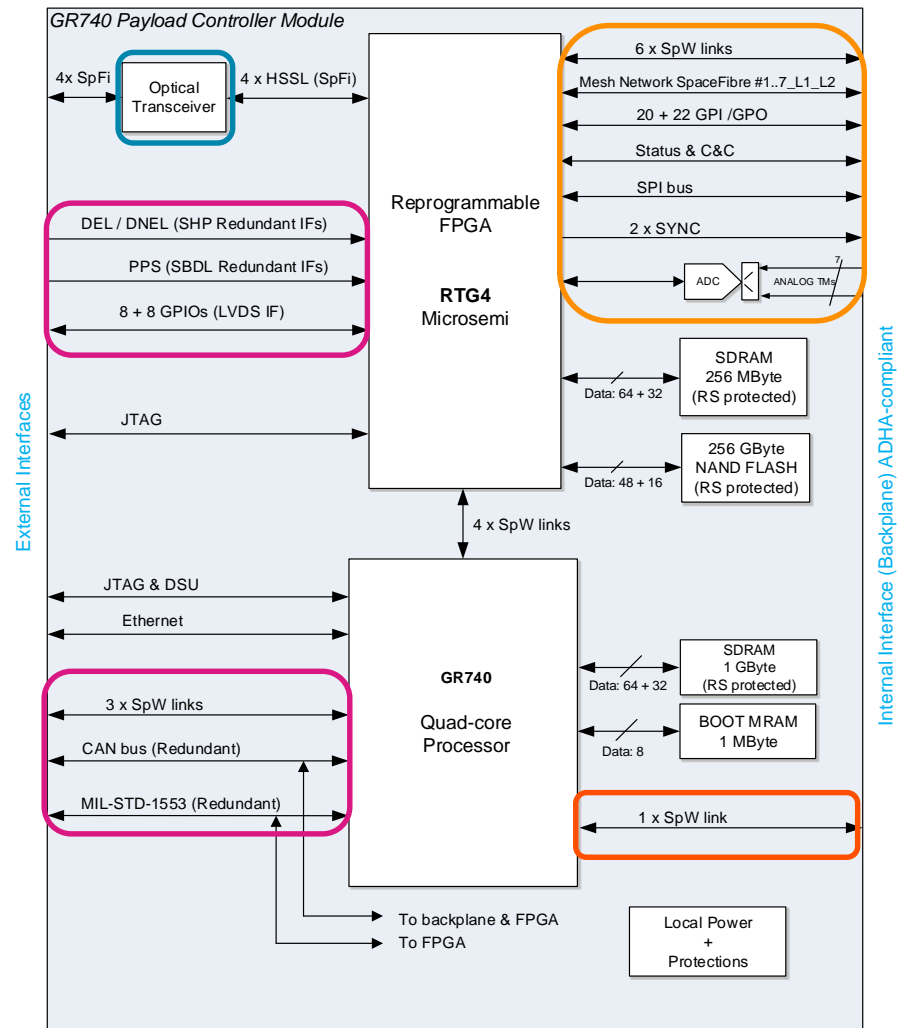 GR740 Payload Controller Module
4x SpFi
Optical
Transceiver
4 x HSSL (SpFi)
DEL / DNEL (SHP Redundant IFs)
PPS (SBDL Redundant IFs)
8 + 8 GPIOs (LVDS IF)
JTAG
Reprogrammable
FPGA
RTG4
Microsemi
6 x SpW links
Mesh Network SpaceFibre #1..7_L1_L2
20 + 22 GPI /GPO
Status & C&C
SPI bus
2 x SYNC
ADC
7
ANALOG TMs
SDRAM
256 MByte
(RS protected)
Data: 64 + 32
256 GByte
NAND FLASH
(RS protected)
Data: 48 + 16
4 x SpW links
External Interfaces
Internal Interface (Backplane) ADHA-compliant
JTAG & DSU
Ethernet
3 x SpW links
CAN bus (Redundant)
MIL-STD-1553 (Redundant)
GR740
Quad-core
Processor
SDRAM
1 GByte
(RS protected)
Data: 64 + 32
BOOT MRAM
1 MByte
Data: 8
1 x SpW link
To backplane & FPGA
To FPGA
Local Power
+
Protections